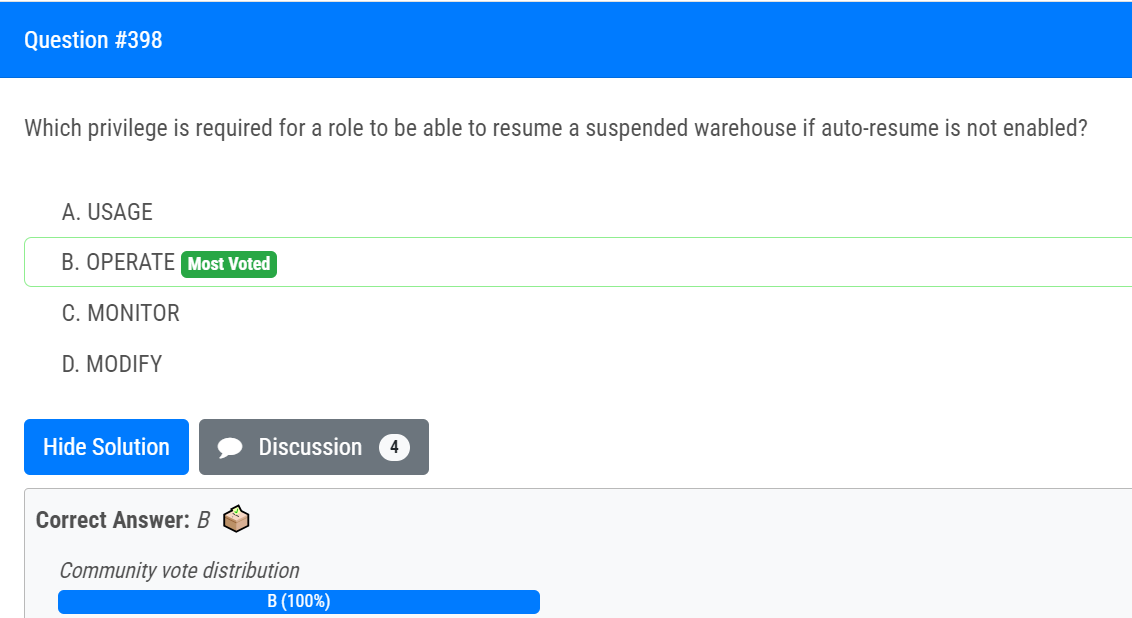 Question #398
Which privilege is required for a role to be able to resume a suspended warehouse if auto-resume is not enabled?
A. USAGE
B. OPERATE Most Voted
C. MONITOR
D. MODIFY
Hide Solution Discussion 4
Correct Answer: B
Community vote distribution
B (100%)